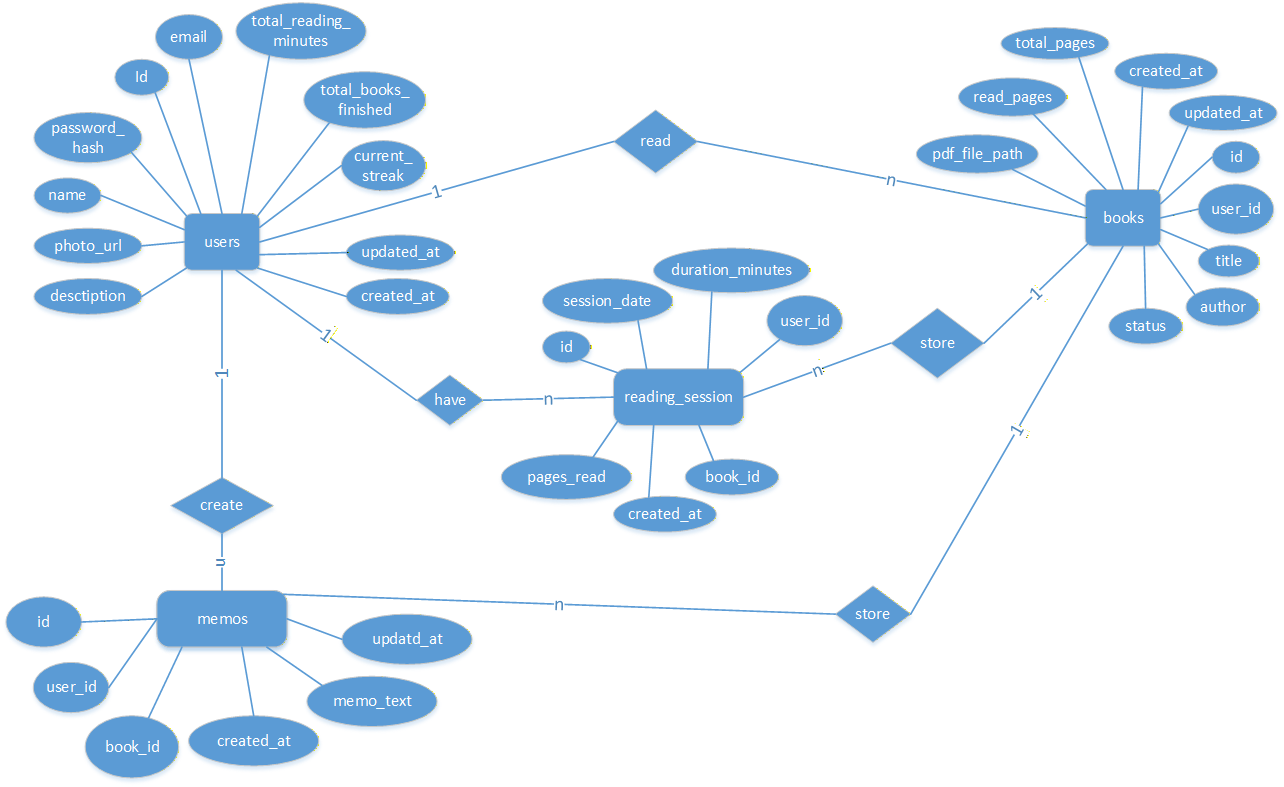 email
total_reading_
minutes
Id
total_books_
finished
password_
hash
current_
streak
name
photo_url
desctiption
users
updated_at
created_at
1
read
n
total_pages
created_at
read_pages
updated_at
pdf_file_path
id
user_id
books
title
author
status
1
have
n
session_date
duration_minutes
id
user_id
reading_session
pages_read
created_at
book_id
n
store
1
1
create
n
memos
id
user_id
book_id
created_at
memo_text
updatd_at
n
store
1